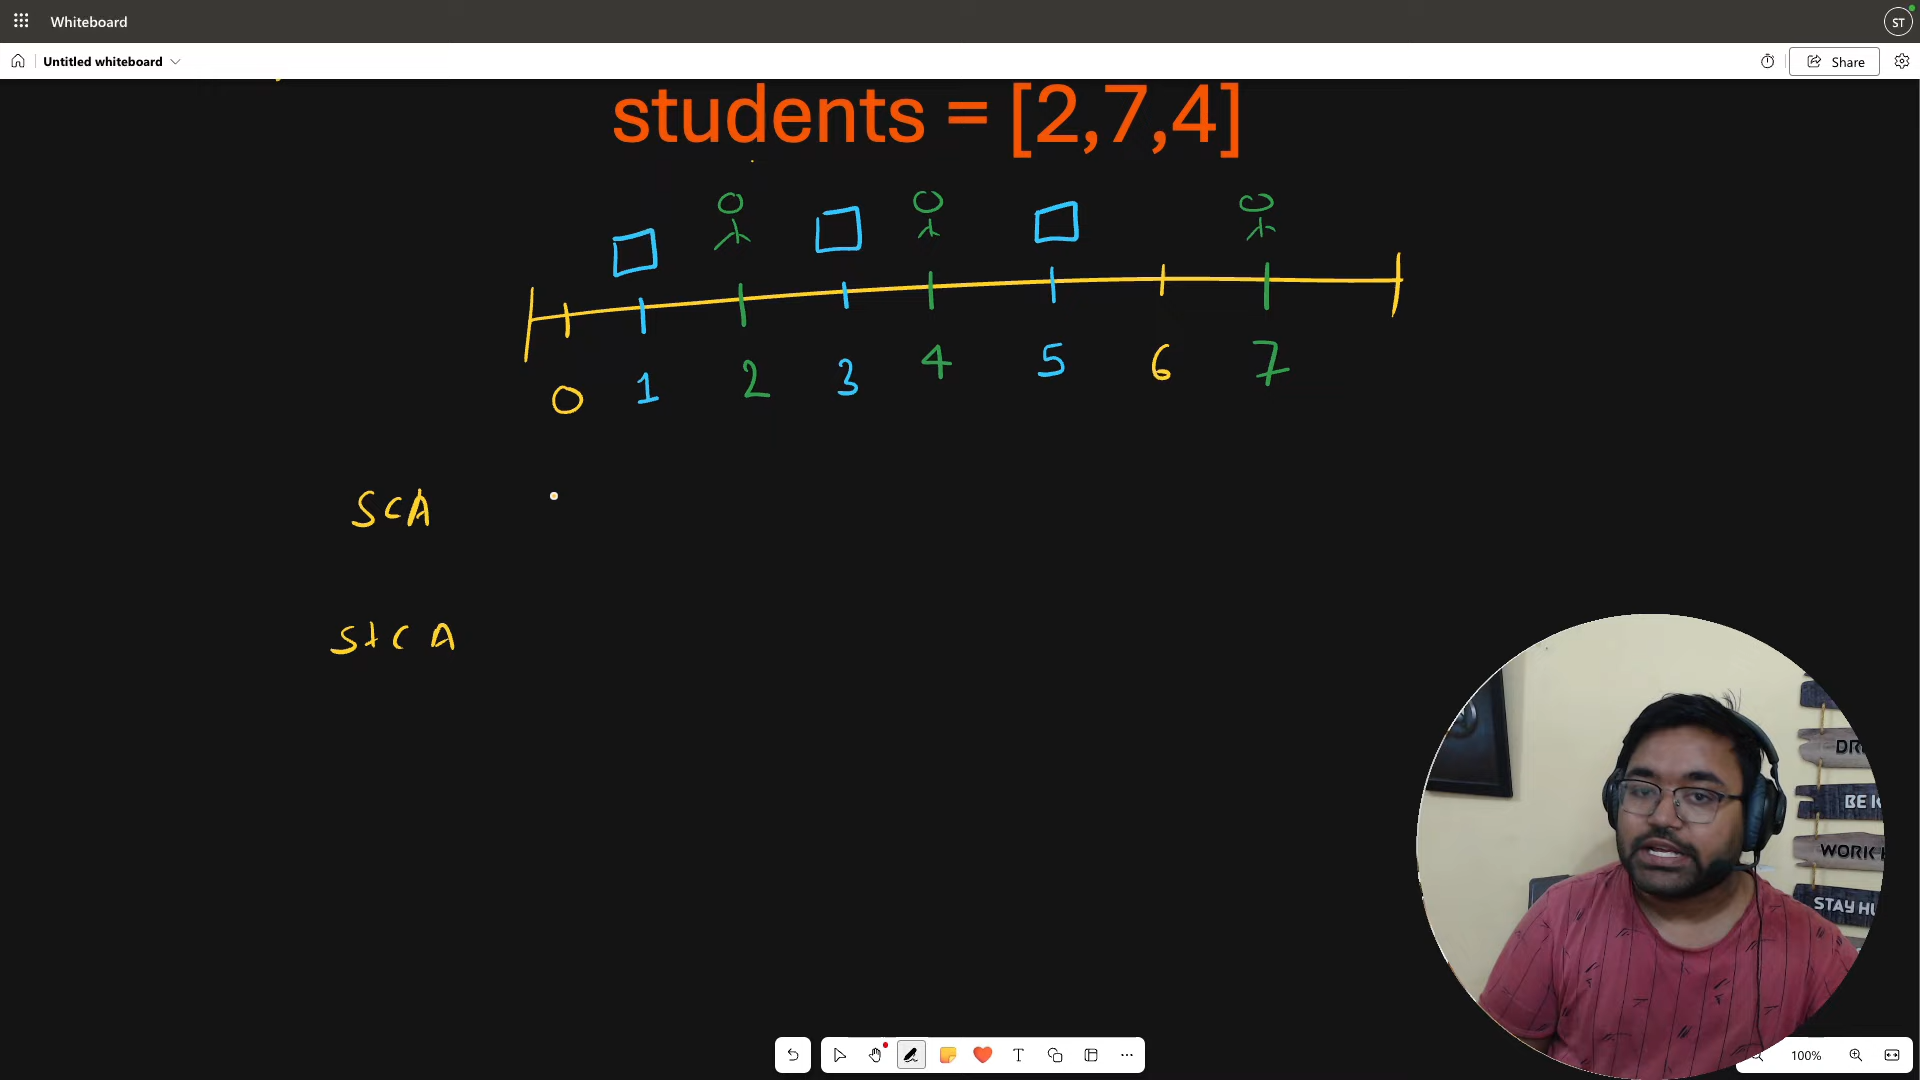 Whiteboard
ST
Untitled whiteboard
Share
students = [2,7,4]
0 1 2 3 4 5 6 7
SCA
StCA
BE
WORK
STAY
T
100%